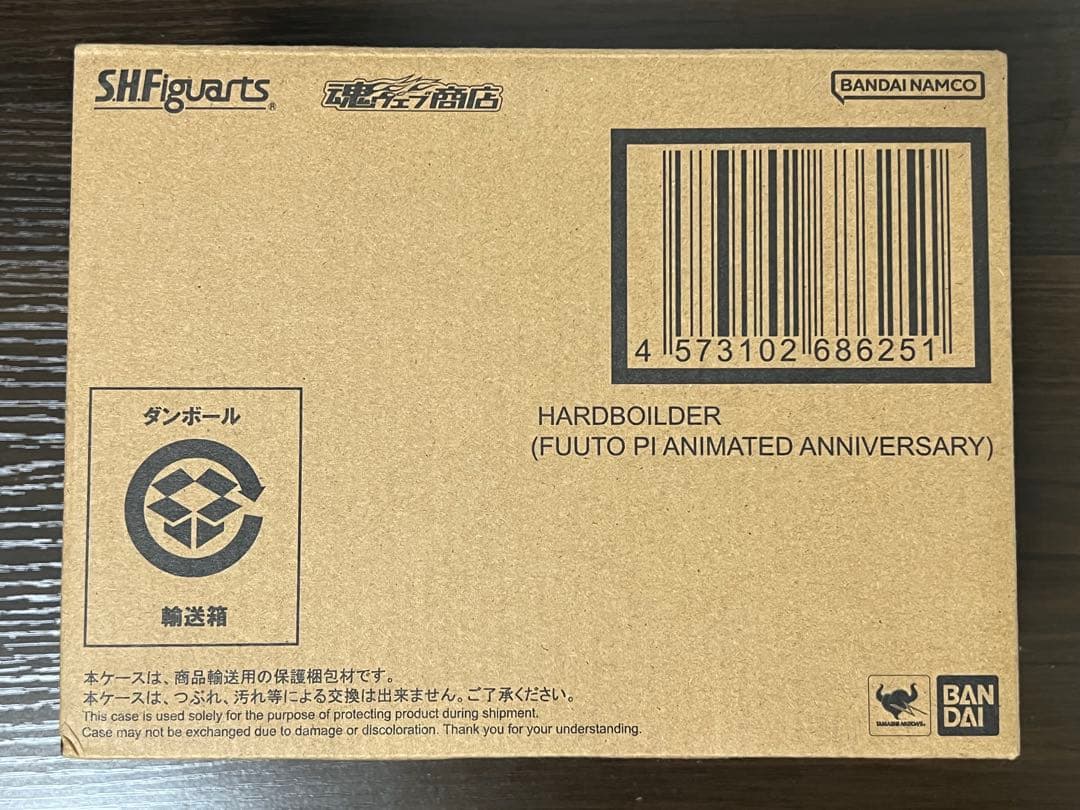 S.H.Figuarts®
魂ウェブ商店
BANDAI NAMCO
4 573102 686251
HARDBOILDER
(FUUTO PI ANIMATED ANNIVERSARY)
ダンボール
輸送箱
本ケースは、商品輸送用の保護梱包材です。
本ケースは、つぶれ、汚れ等による交換は出来ません。ご了承ください。
This case is used solely for the purpose of protecting product during shipment.
Case may not be exchanged due to damage or discoloration. Thank you for your understanding.
TAMASHII NATIONS
BAN
DAI